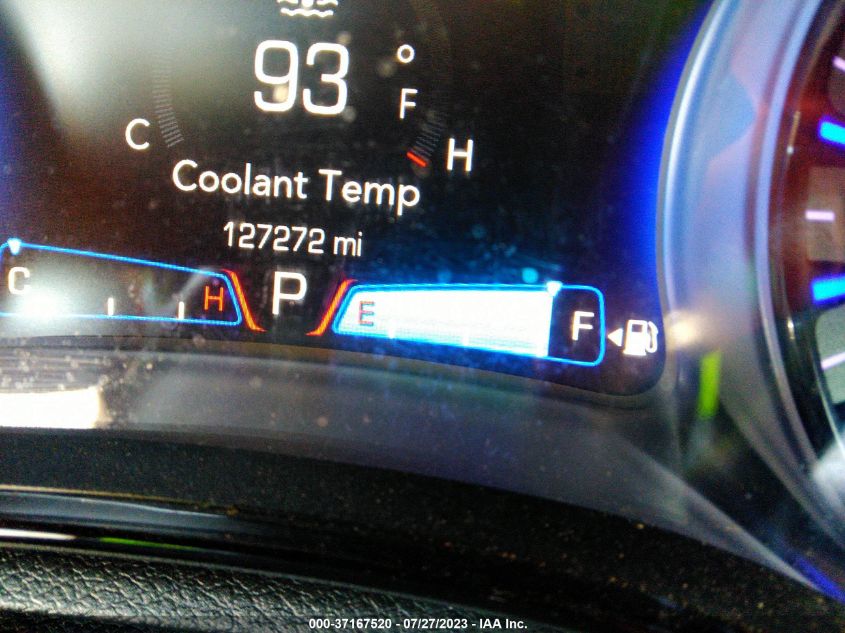 93 °
F
C H
Coolant Temp
127272 mi
C H P E F
000-37167520 - 07/27/2023 - IAA Inc.